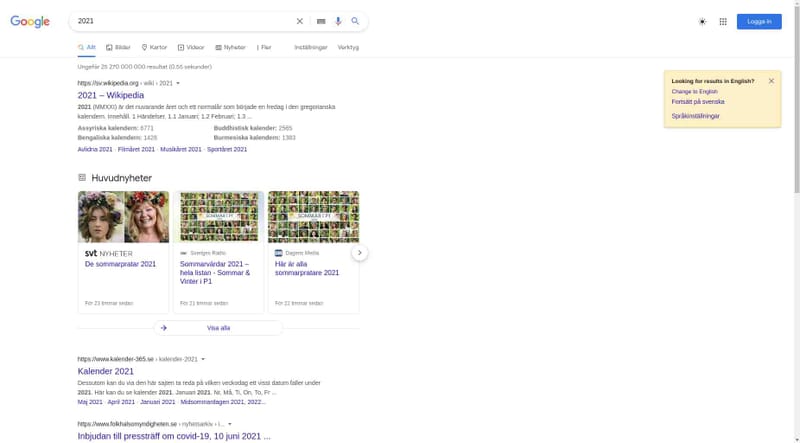 Google
2021
Logga in
Allt
Bilder
Kartor
Videor
Nyheter
Fler
Inställningar
Verktyg
Ungefär 25 270 000 000 resultat (0,55 sekunder)
Looking for results in English?
Change to English
Fortsätt på svenska
Språkinställningar
https://sv.wikipedia.org › wiki › 2021
2021 – Wikipedia
2021 (MMXXI) är det nuvarande året och ett normalår som började en fredag i den gregorianska
kalendern. Innehåll. 1 Händelser. 1.1 Januari; 1.2 Februari; 1.3 ...
Assyriska kalendern: 6771
Buddhistisk kalender: 2565
Bengaliska kalendern: 1428
Burmesiska kalendern: 1383
Avlidna 2021 · Filmåret 2021 · Musikåret 2021 · Sportåret 2021
Huvudnyheter
SOMMAR I P1
SOMMAR I P1
svt NYHETER
De sommarpratar 2021
För 23 timmar sedan
Sveriges Radio
Sommarvärdar 2021 –
hela listan - Sommar &
Vinter i P1
För 21 timmar sedan
Dagens Media
Här är alla
sommarpratare 2021
För 22 timmar sedan
Visa alla
https://www.kalender-365.se › kalender-2021
Kalender 2021
Dessutom kan du via den här sajten ta reda på vilken veckodag ett visst datum faller under
2021. Här kan du se kalender 2021. Januari 2021. Nr, Må, Ti, On, To, Fr ...
Maj 2021 · April 2021 · Januari 2021 · Midsommardagen 2021, 2022...
https://www.folkhalsomyndigheten.se › nyhetsarkiv › i...
Inbjudan till pressträff om covid-19, 10 juni 2021 ...